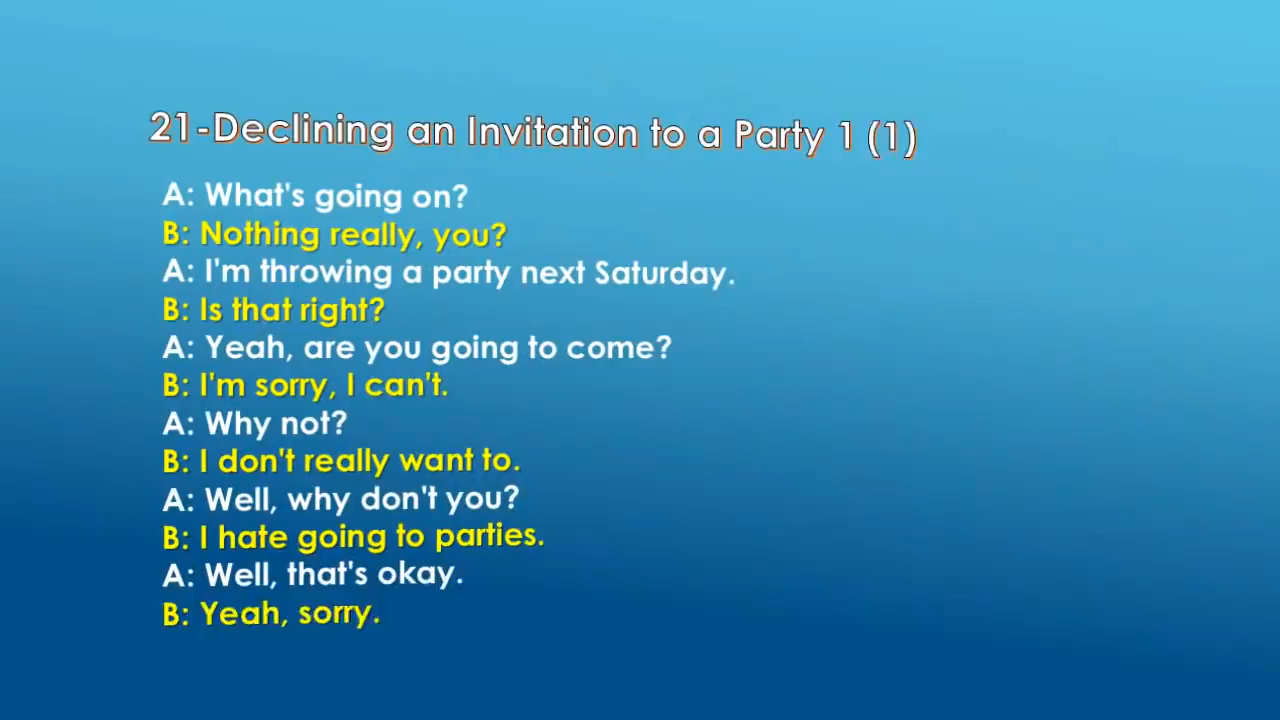 21-Declining an Invitation to a Party 1 (1)
A: What's going on?
B: Nothing really, you?
A: I'm throwing a party next Saturday.
B: Is that right?
A: Yeah, are you going to come?
B: I'm sorry, I can't.
A: Why not?
B: I don't really want to.
A: Well, why don't you?
B: I hate going to parties.
A: Well, that's okay.
B: Yeah, sorry.